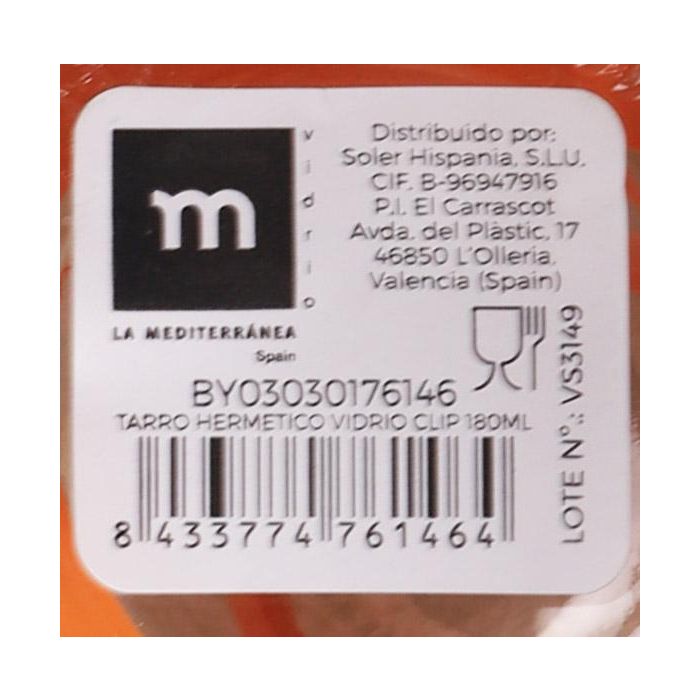 m
vidrio
LA MEDITERRÁNEA
Spain
Distribuido por:
Soler Hispania, S.L.U.
CIF. B-96947916
P.I. El Carrascot
Avda. del Plàstic, 17
46850 L'Olleria,
Valencia (Spain)
BY03030176146
TARRO HERMETICO VIDRIO CLIP 180ML
8 433774 761464
LOTE Nº.: VS3149